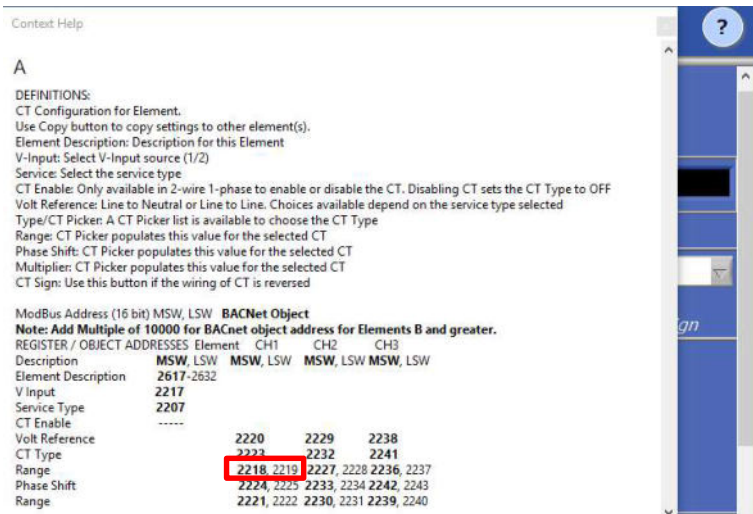 Context Help
?
A
DEFINITIONS:
CT Configuration for Element.
Use Copy button to copy settings to other element(s).
Element Description: Description for this Element
V-Input: Select V-Input source (1/2)
Service: Select the service type
CT Enable: Only available in 2-wire 1-phase to enable or disable the CT. Disabling CT sets the CT Type to OFF
Volt Reference: Line to Neutral or Line to Line. Choices available depend on the service type selected
Type/CT Picker: A CT Picker list is available to choose the CT Type
Range: CT Picker populates this value for the selected CT
Phase Shift: CT Picker populates this value for the selected CT
Multiplier: CT Picker populates this value for the selected CT
CT Sign: Use this button if the wiring of CT is reversed
ModBus Address (16 bit) MSW, LSW BACNet Object
Note: Add Multiple of 10000 for BACnet object address for Elements B and greater.
ign
REGISTER / OBJECT ADDRESSES Element CH1 CH2 CH3
Description MSW, LSW MSW, LSW MSW, LSW MSW, LSW
Element Description 2617-2632
V Input 2217
Service Type 2207
CT Enable -----
Volt Reference 2220 2229 2238
CT Type 2223 2232 2241
Range 2218, 2219 2227, 2228 2236, 2237
Phase Shift 2224, 2225 2233, 2234 2242, 2243
Range 2221, 2222 2230, 2231 2239, 2240